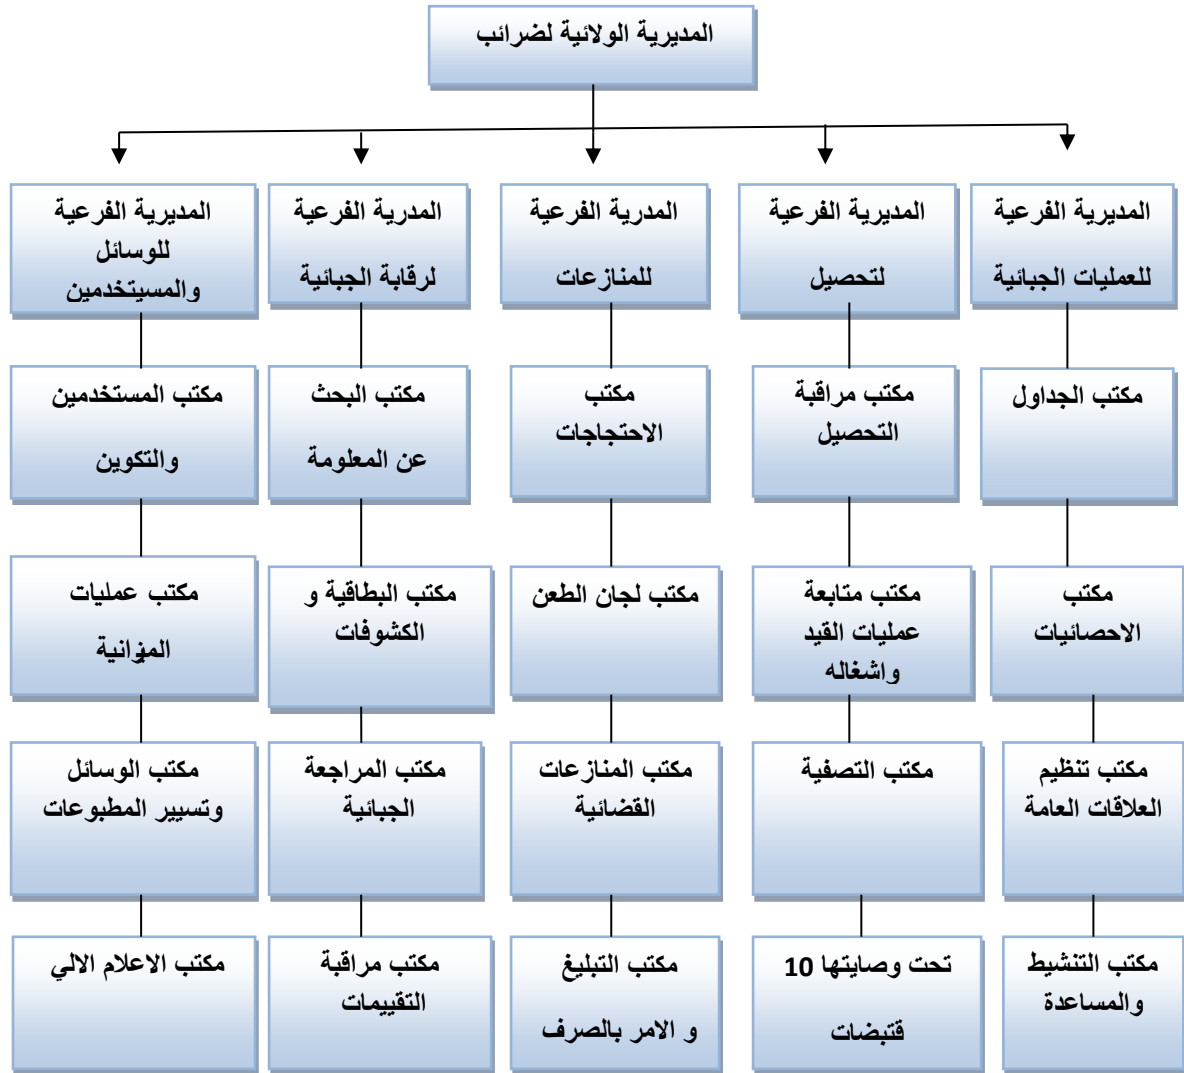 المديرية الولائية لضرائب
المديرية الفرعية
للعمليات الجبائية
المديرية الفرعية
لتحصيل
المدرية الفرعية
للمنازعات
المدرية الفرعية
لرقابة الجبائية
المديرية الفرعية
للوسائل
والمسيتخدمين
مكتب الجداول
مكتب مراقبة
التحصيل
مكتب
الاحتجاجات
مكتب البحث
عن المعلومة
مكتب المستخدمين
والتكوين
مكتب
الاحصائيات
مكتب متابعة
عمليات القيد
واشغاله
مكتب لجان الطعن
مكتب البطاقية و
الكشوفات
مكتب عمليات
المؤانية
مكتب تنظيم
العلاقات العامة
مكتب التصفية
مكتب المنازعات
القضائية
مكتب المراجعة
الجبائية
مكتب الوسائل
وتسيير المطبوعات
مكتب التنشيط
والمساعدة
تحت وصايتها 10
قتبضات
مكتب التبليغ
و الامر بالصرف
مكتب مراقبة
التقييمات
مكتب الاعلام الالي